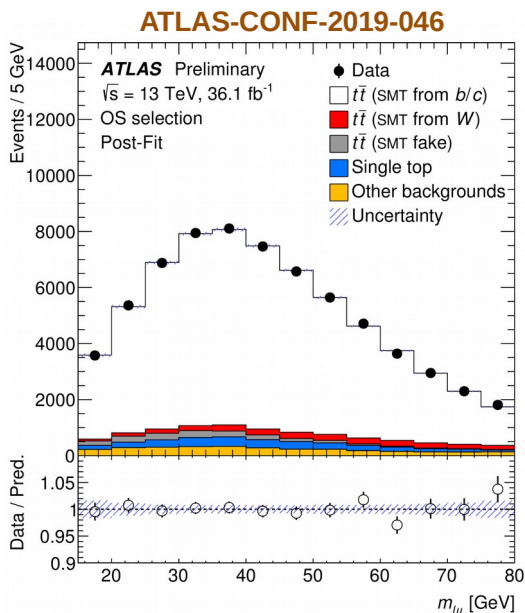 ATLAS-CONF-2019-046
Events / 5 GeV
14000
12000
10000
8000
6000
4000
2000
0
ATLAS Preliminary
√s = 13 TeV, 36.1 fb⁻¹
OS selection
Post-Fit
Data
tt̄ (SMT from b/c)
tt̄ (SMT from W)
tt̄ (SMT fake)
Single top
Other backgrounds
Uncertainty
Data / Pred.
1.05
1
0.95
0.9
20 30 40 50 60 70 80
m_lμ [GeV]